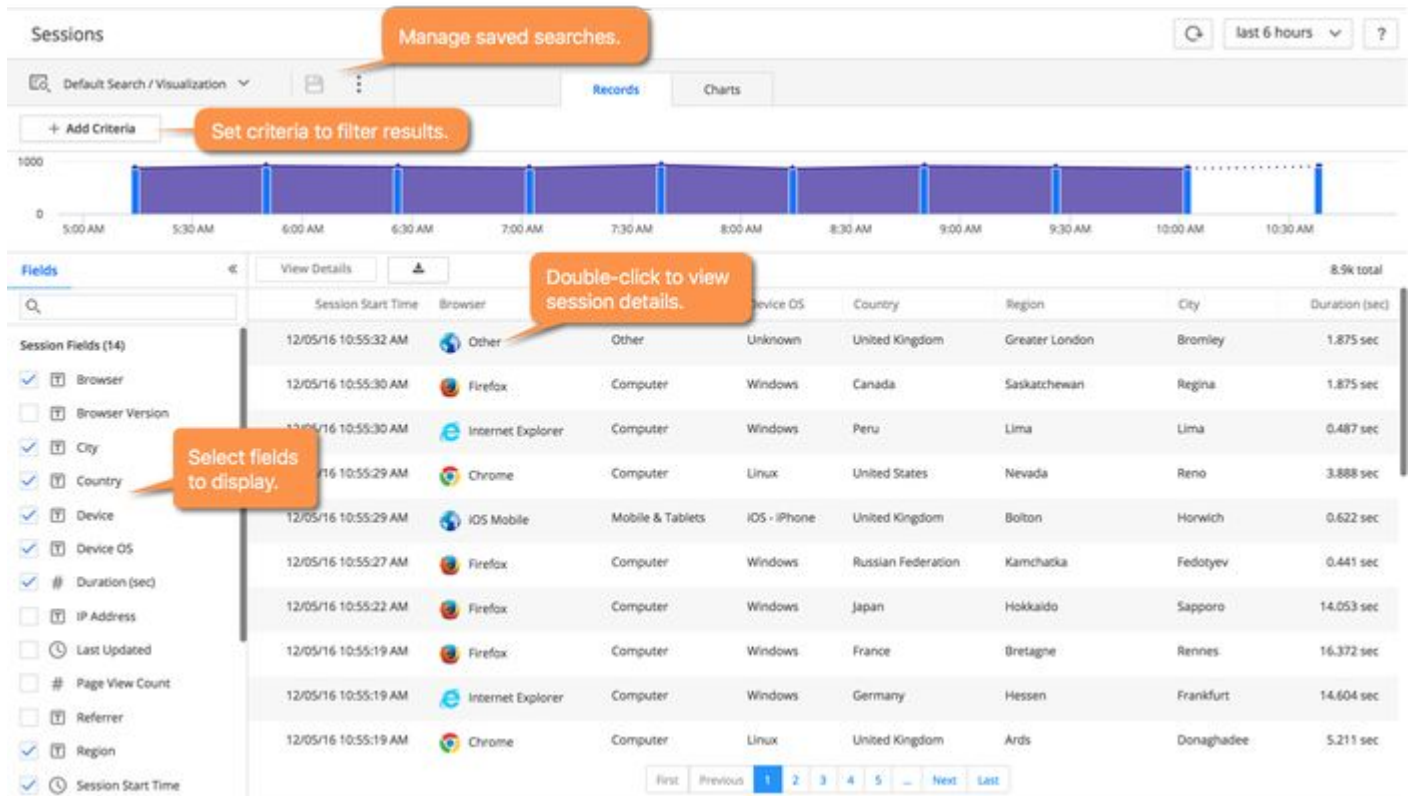 Sessions
Manage saved searches.
last 6 hours
?
Default Search / Visualization
Records
Charts
+ Add Criteria
Set criteria to filter results.
1000
0
5:00 AM 5:30 AM 6:00 AM 6:30 AM 7:00 AM 7:30 AM 8:00 AM 8:30 AM 9:00 AM 9:30 AM 10:00 AM 10:30 AM
Fields
«
View Details
8.9k total
Double-click to view
session details.
Session Start Time Browser Device OS Country Region City Duration (sec)
12/05/16 10:55:32 AM Other Other Unknown United Kingdom Greater London Bromley 1.875 sec
12/05/16 10:55:30 AM Firefox Computer Windows Canada Saskatchewan Regina 1.875 sec
12/05/16 10:55:30 AM Internet Explorer Computer Windows Peru Lima Lima 0.487 sec
/16 10:55:29 AM Chrome Computer Linux United States Nevada Reno 3.888 sec
12/05/16 10:55:29 AM iOS Mobile Mobile & Tablets iOS - iPhone United Kingdom Bolton Horwich 0.622 sec
12/05/16 10:55:27 AM Firefox Computer Windows Russian Federation Kamchatka Fedotyev 0.441 sec
12/05/16 10:55:22 AM Firefox Computer Windows Japan Hokkaido Sapporo 14.053 sec
12/05/16 10:55:19 AM Firefox Computer Windows France Bretagne Rennes 16.372 sec
12/05/16 10:55:19 AM Internet Explorer Computer Windows Germany Hessen Frankfurt 14.604 sec
12/05/16 10:55:19 AM Chrome Computer Linux United Kingdom Ards Donaghadee 5.211 sec
Session Fields (14)
T Browser
T Browser Version
T City
T Country
T Device
T Device OS
# Duration (sec)
T IP Address
Last Updated
# Page View Count
T Referrer
T Region
Session Start Time
Select fields
to display.
First Previous 1 2 3 4 5 ... Next Last